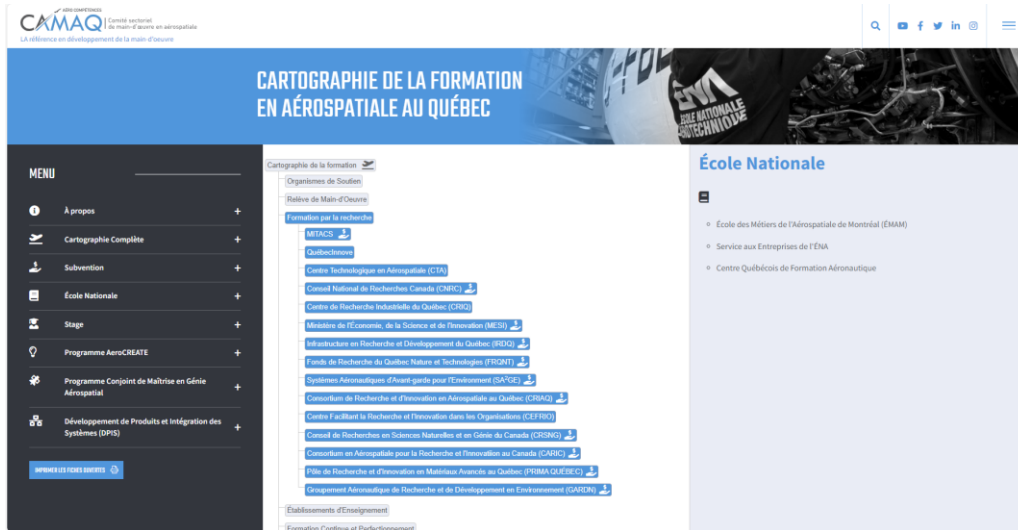 AÉRO COMPÉTENCES
CAMAQ
Comité sectoriel
de main-d'œuvre en aérospatiale
LA référence en développement de la main d'oeuvre
CARTOGRAPHIE DE LA FORMATION
EN AÉROSPATIALE AU QUÉBEC
ÉNA
ÉCOLE NATIONALE
AÉROTECHNIQUE
MENU
À propos +
Cartographie Complète +
Subvention +
École Nationale +
Stage +
Programme AeroCREATE +
Programme Conjoint de Maîtrise en Génie
Aérospatial +
Développement de Produits et Intégration des
Systèmes (DPIS) +
IMPRIMER LES FICHES OUVERTES
Cartographie de la formation
Organismes de Soutien
Relève de Main-d'Oeuvre
Formation par la recherche
MITACS
QuébecInnove
Centre Technologique en Aérospatiale (CTA)
Conseil National de Recherches Canada (CNRC)
Centre de Recherche Industrielle du Québec (CRIQ)
Ministère de l'Économie, de la Science et de l'Innovation (MESI)
Infrastructure en Recherche et Développement du Québec (IRDQ)
Fonds de Recherche du Québec Nature et Technologies (FRQNT)
Systèmes Aéronautiques d'Avant-garde pour l'Environment (SA²GE)
Consortium de Recherche et d'Innovation en Aérospatiale au Québec (CRIAQ)
Centre Facilitant la Recherche et l'Innovation dans les Organisations (CEFRIO)
Conseil de Recherches en Sciences Naturelles et en Génie du Canada (CRSNG)
Consortium en Aérospatiale pour la Recherche et l'Innovation au Canada (CARIC)
Pôle de Recherche et d'Innovation en Matériaux Avancés au Québec (PRIMA QUÉBEC)
Groupement Aéronautique de Recherche et de Développement en Environnement (GARDN)
Établissements d'Enseignement
Formation Continue et Perfectionnement
École Nationale
École des Métiers de l'Aérospatiale de Montréal (ÉMAM)
Service aux Entreprises de l'ÉNA
Centre Québécois de Formation Aéronautique